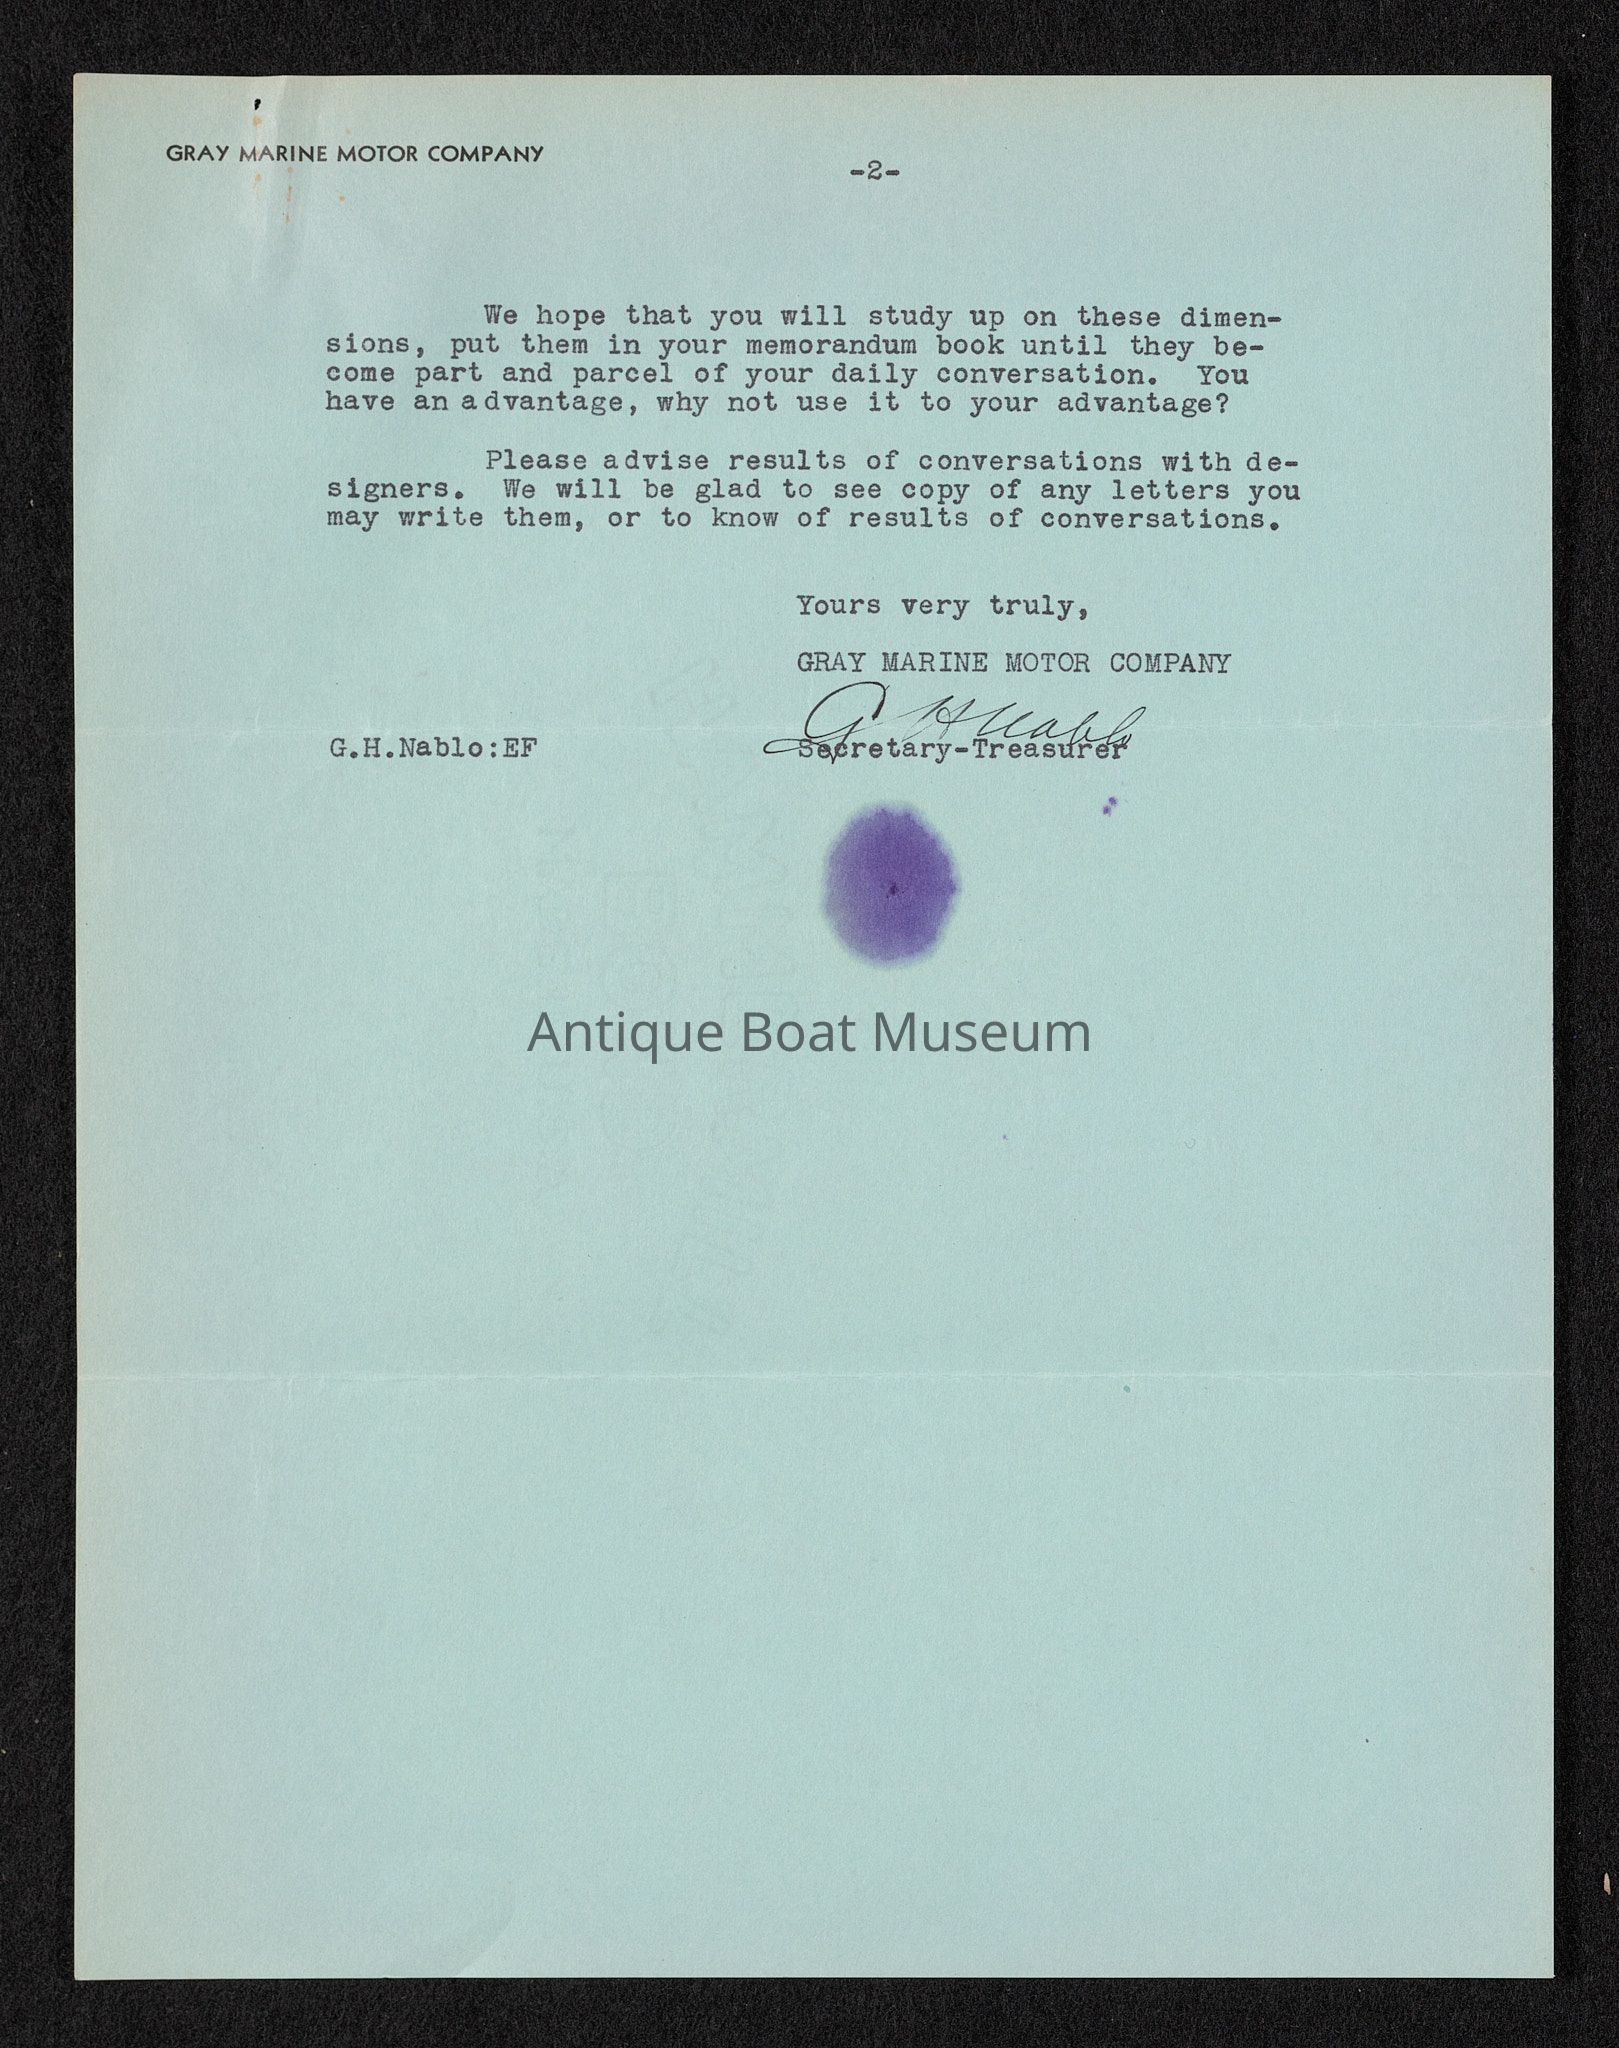 GRAY MARINE MOTOR COMPANY
-2-
We hope that you will study up on these dimen-
sions, put them in your memorandum book until they be-
come part and parcel of your daily conversation. You
have an advantage, why not use it to your advantage?
Please advise results of conversations with de-
signers. We will be glad to see copy of any letters you
may write them, or to know of results of conversations.
Yours very truly,
GRAY MARINE MOTOR COMPANY
G H Nablo
G.H.Nablo:EF Secretary-Treasurer
Antique Boat Museum